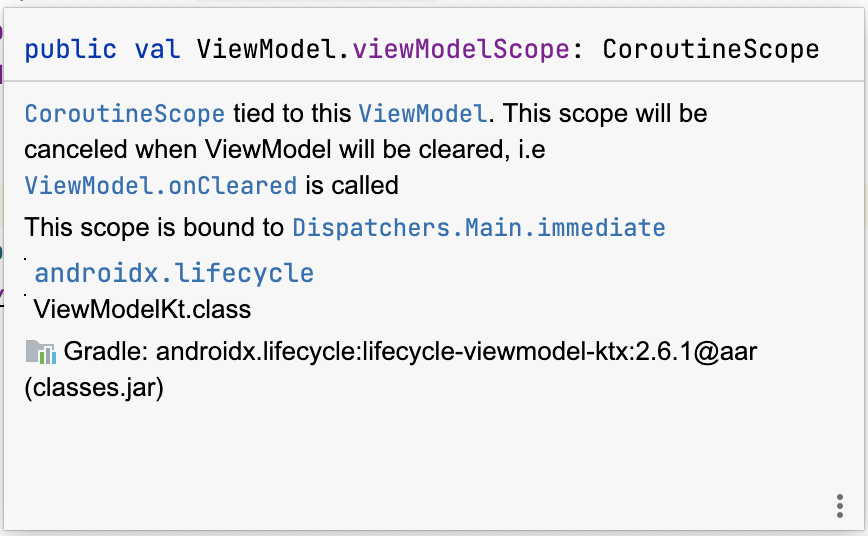 public val ViewModel.viewModelScope: CoroutineScope
CoroutineScope tied to this ViewModel. This scope will be
canceled when ViewModel will be cleared, i.e
ViewModel.onCleared is called
This scope is bound to Dispatchers.Main.immediate
androidx.lifecycle
ViewModelKt.class
Gradle: androidx.lifecycle:lifecycle-viewmodel-ktx:2.6.1@aar
(classes.jar)